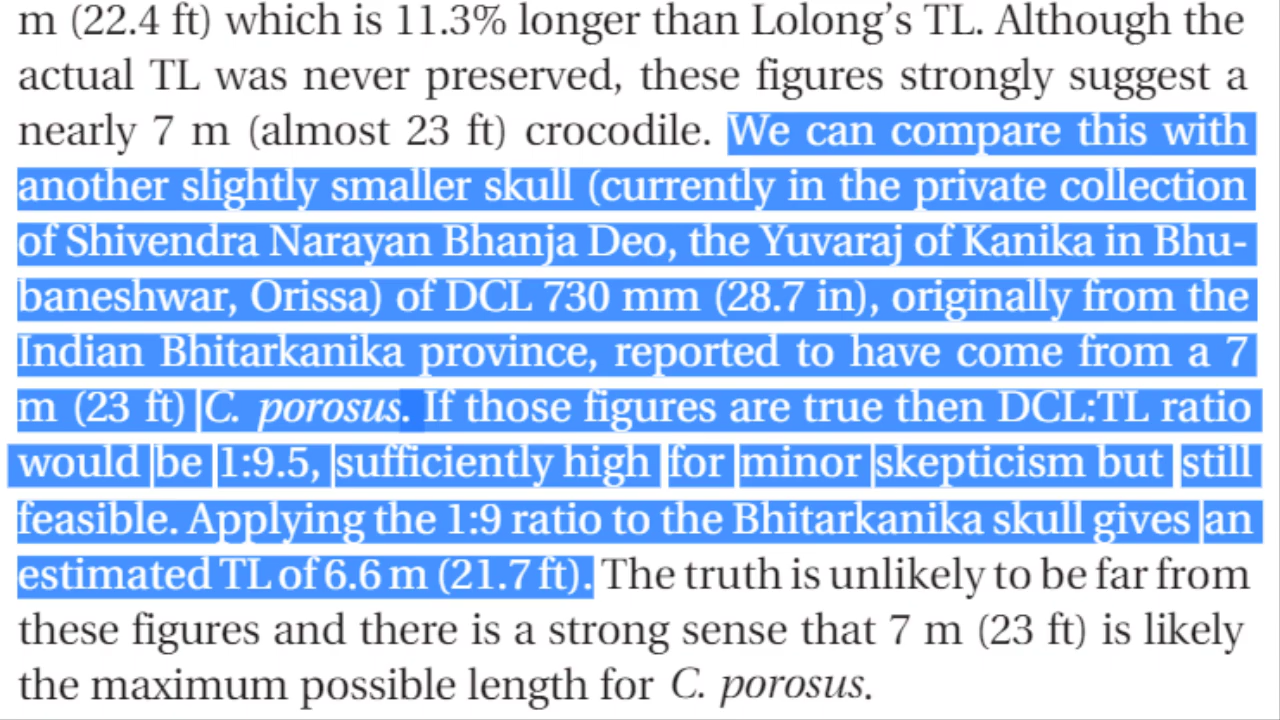 m (22.4 ft) which is 11.3% longer than Lolong’s TL. Although the
actual TL was never preserved, these figures strongly suggest a
nearly 7 m (almost 23 ft) crocodile. We can compare this with
another slightly smaller skull (currently in the private collection
of Shivendra Narayan Bhanja Deo, the Yuvaraj of Kanika in Bhu-
baneshwar, Orissa) of DCL 730 mm (28.7 in), originally from the
Indian Bhitarkanika province, reported to have come from a 7
m (23 ft) C. porosus. If those figures are true then DCL:TL ratio
would be 1:9.5, sufficiently high for minor skepticism but still
feasible. Applying the 1:9 ratio to the Bhitarkanika skull gives an
estimated TL of 6.6 m (21.7 ft). The truth is unlikely to be far from
these figures and there is a strong sense that 7 m (23 ft) is likely
the maximum possible length for C. porosus.